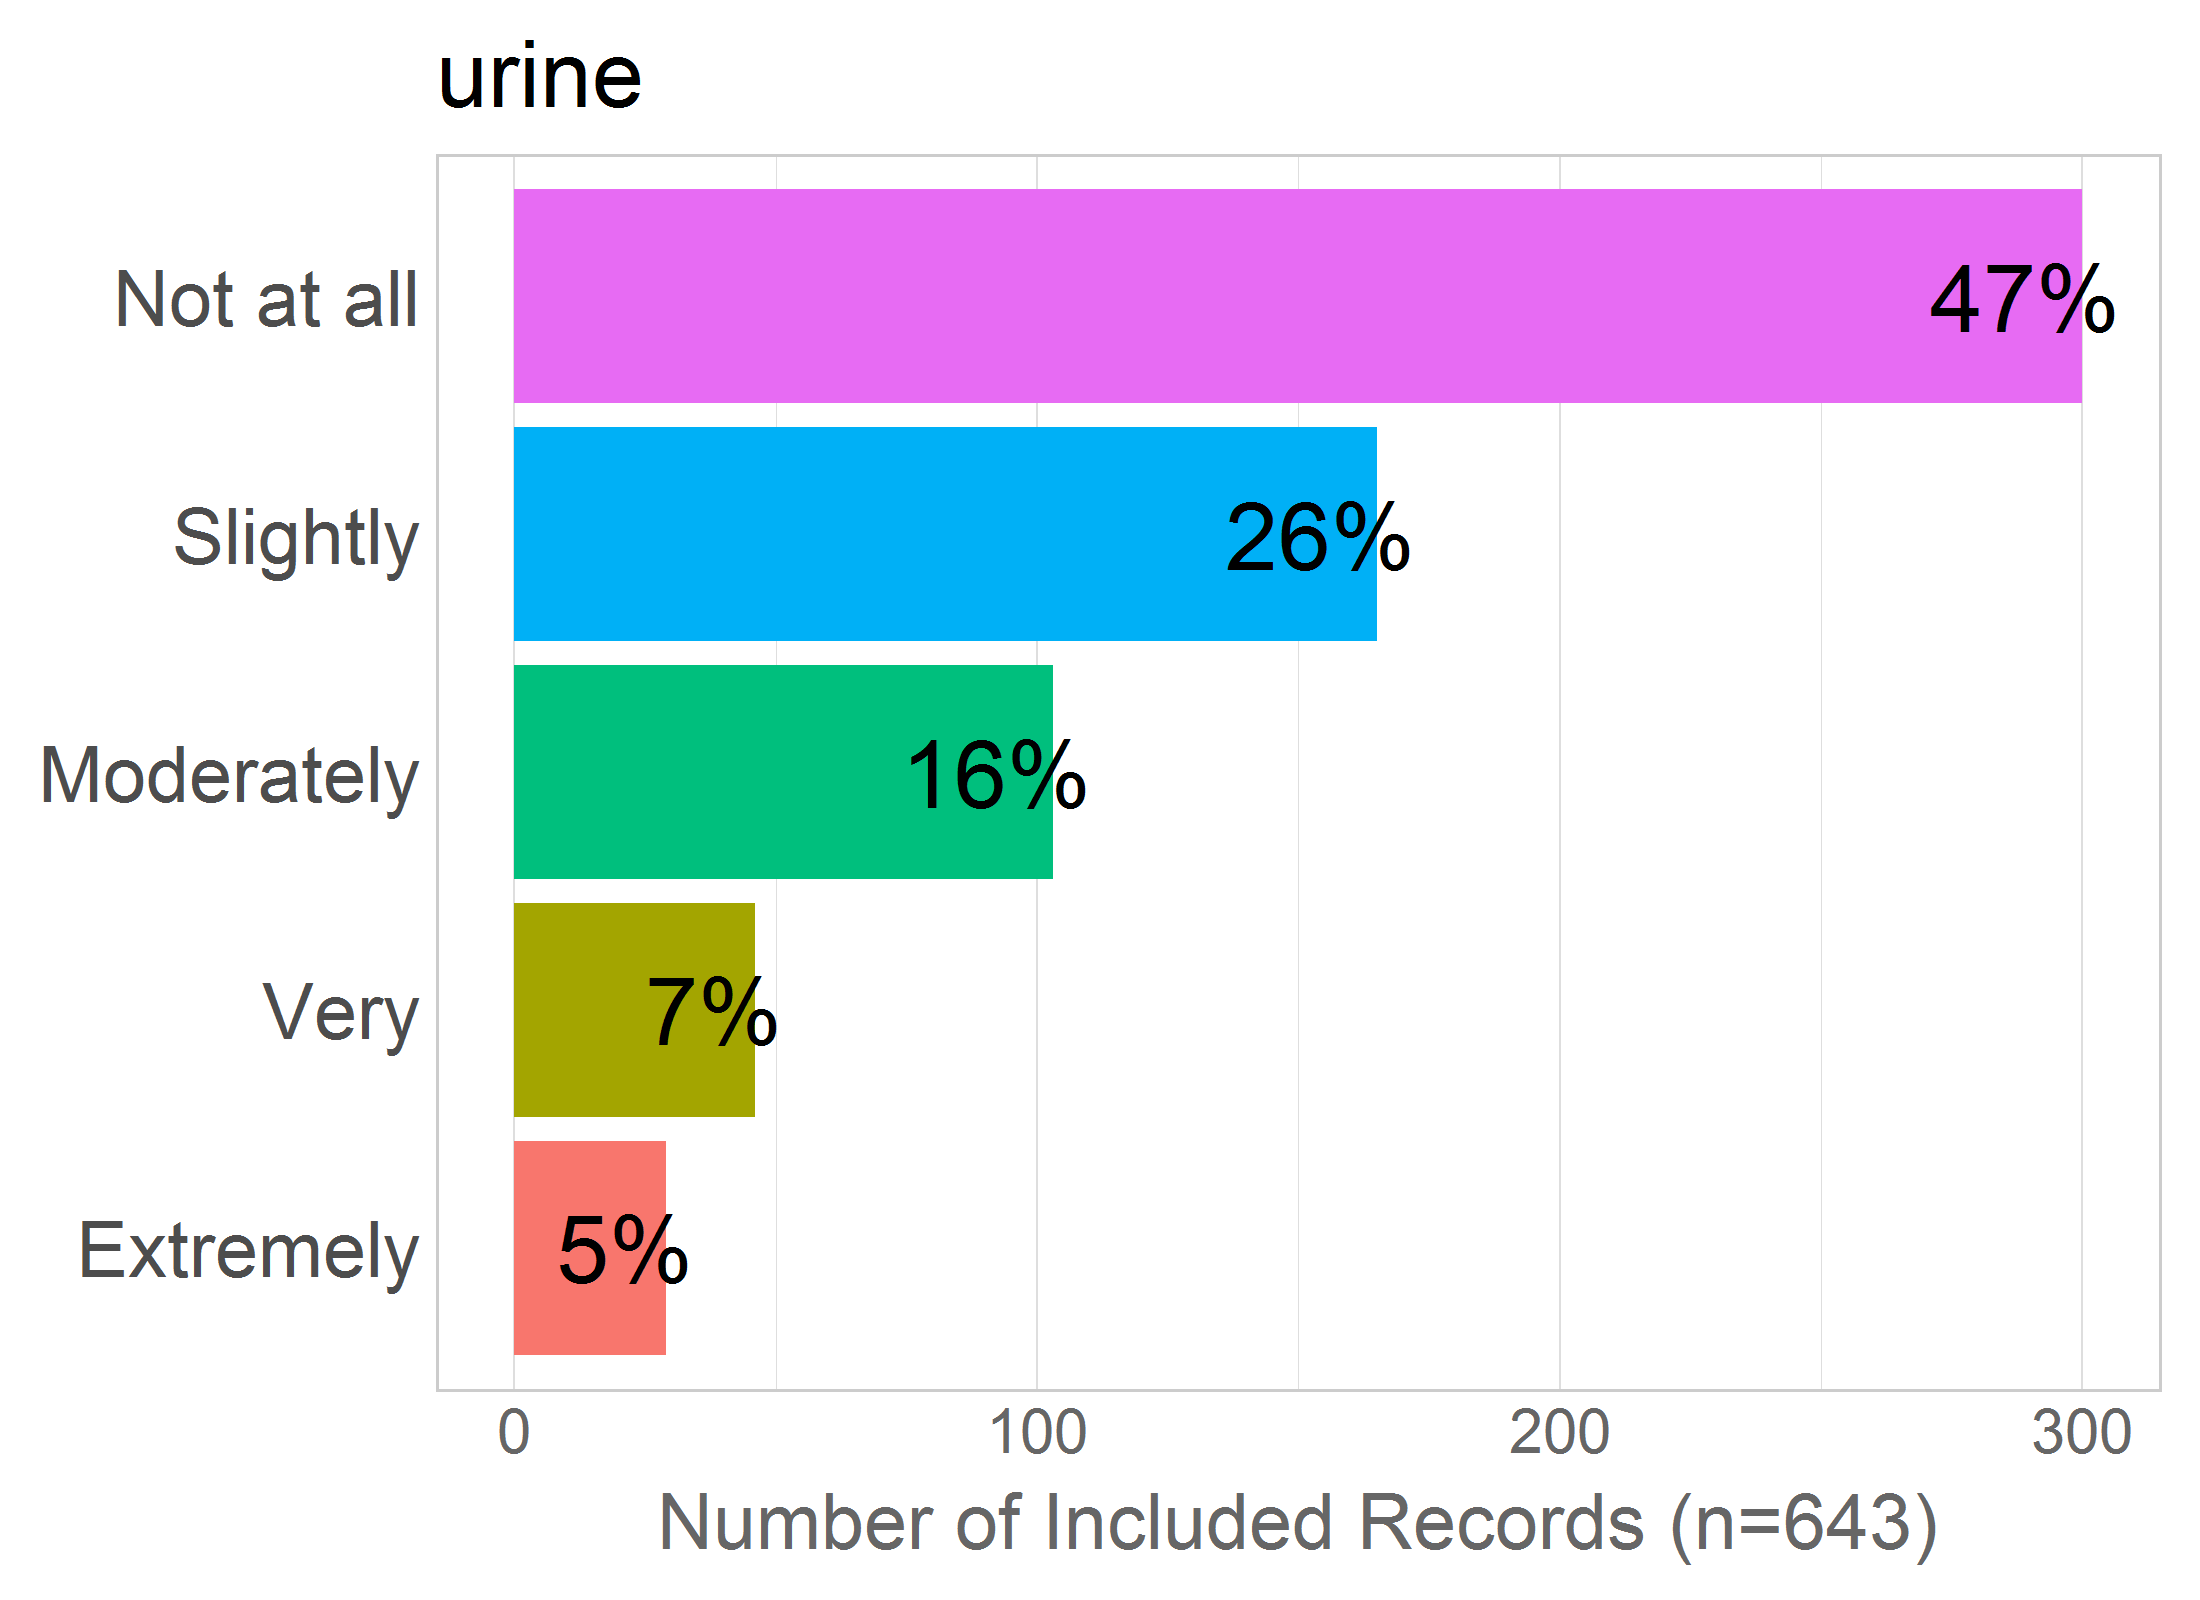 urine
Not at all 47%
Slightly 26%
Moderately 16%
Very 7%
Extremely 5%
0 100 200 300
Number of Included Records (n=643)